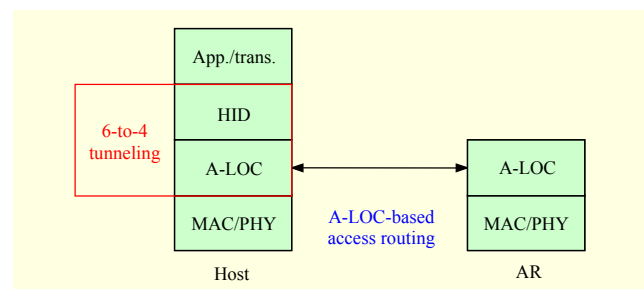 App./trans.
HID
6-to-4
tunneling
A-LOC
MAC/PHY
Host
A-LOC-based
access routing
A-LOC
MAC/PHY
AR